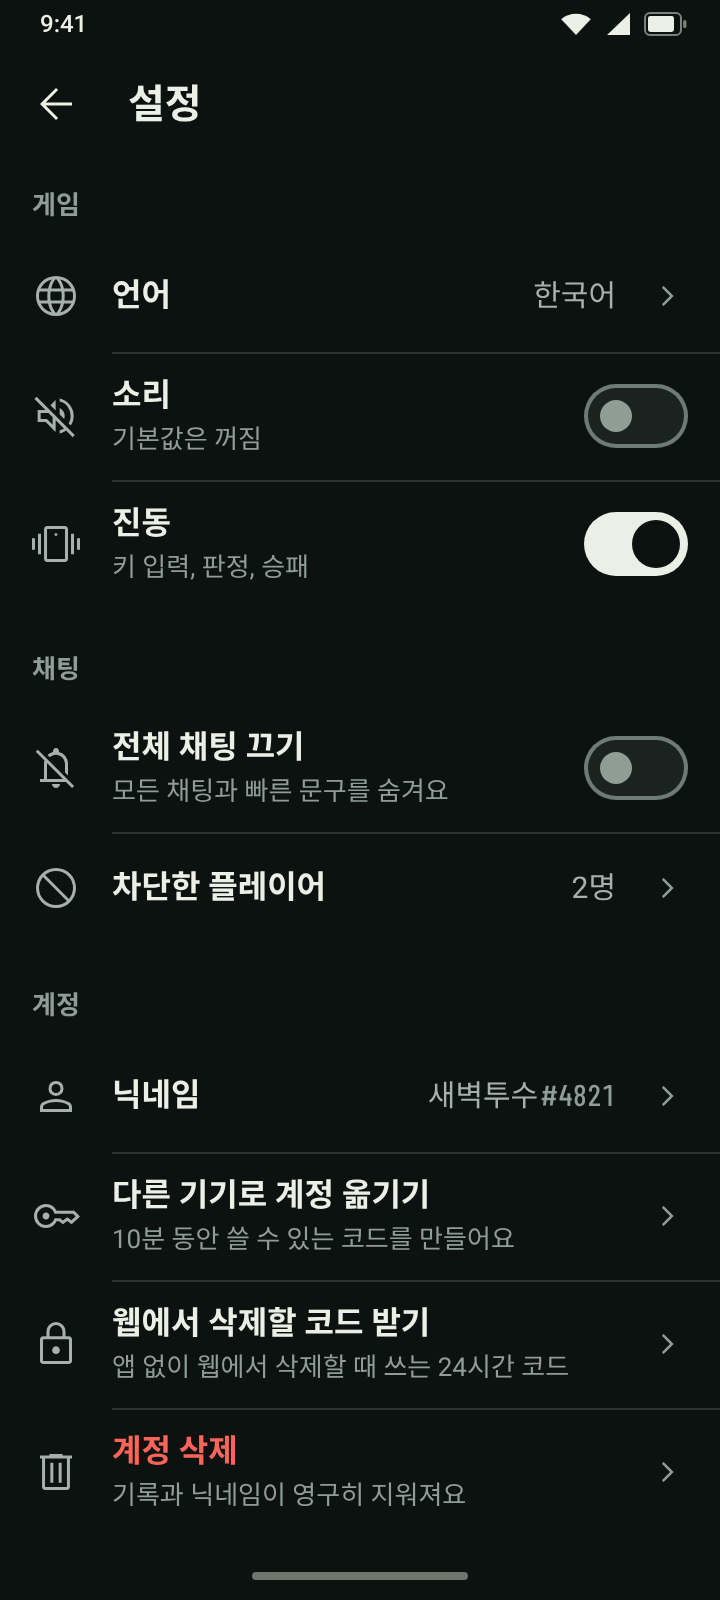 9:41
설정
게임
언어 한국어
소리
기본값은 꺼짐
진동
키 입력, 판정, 승패
채팅
전체 채팅 끄기
모든 채팅과 빠른 문구를 숨겨요
차단한 플레이어 2명
계정
닉네임 새벽투수#4821
다른 기기로 계정 옮기기
10분 동안 쓸 수 있는 코드를 만들어요
웹에서 삭제할 코드 받기
앱 없이 웹에서 삭제할 때 쓰는 24시간 코드
계정 삭제
기록과 닉네임이 영구히 지워져요